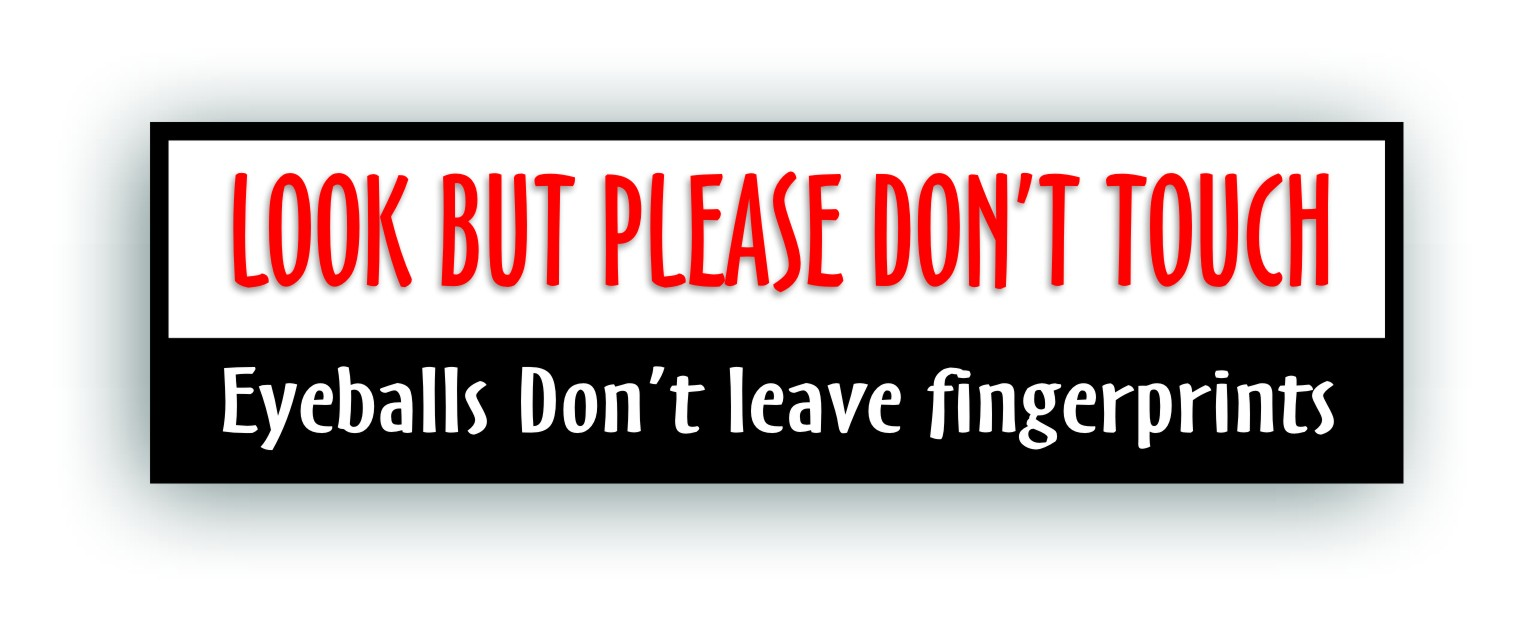 LOOK BUT PLEASE DON'T TOUCH
Eyeballs Don't leave fingerprints